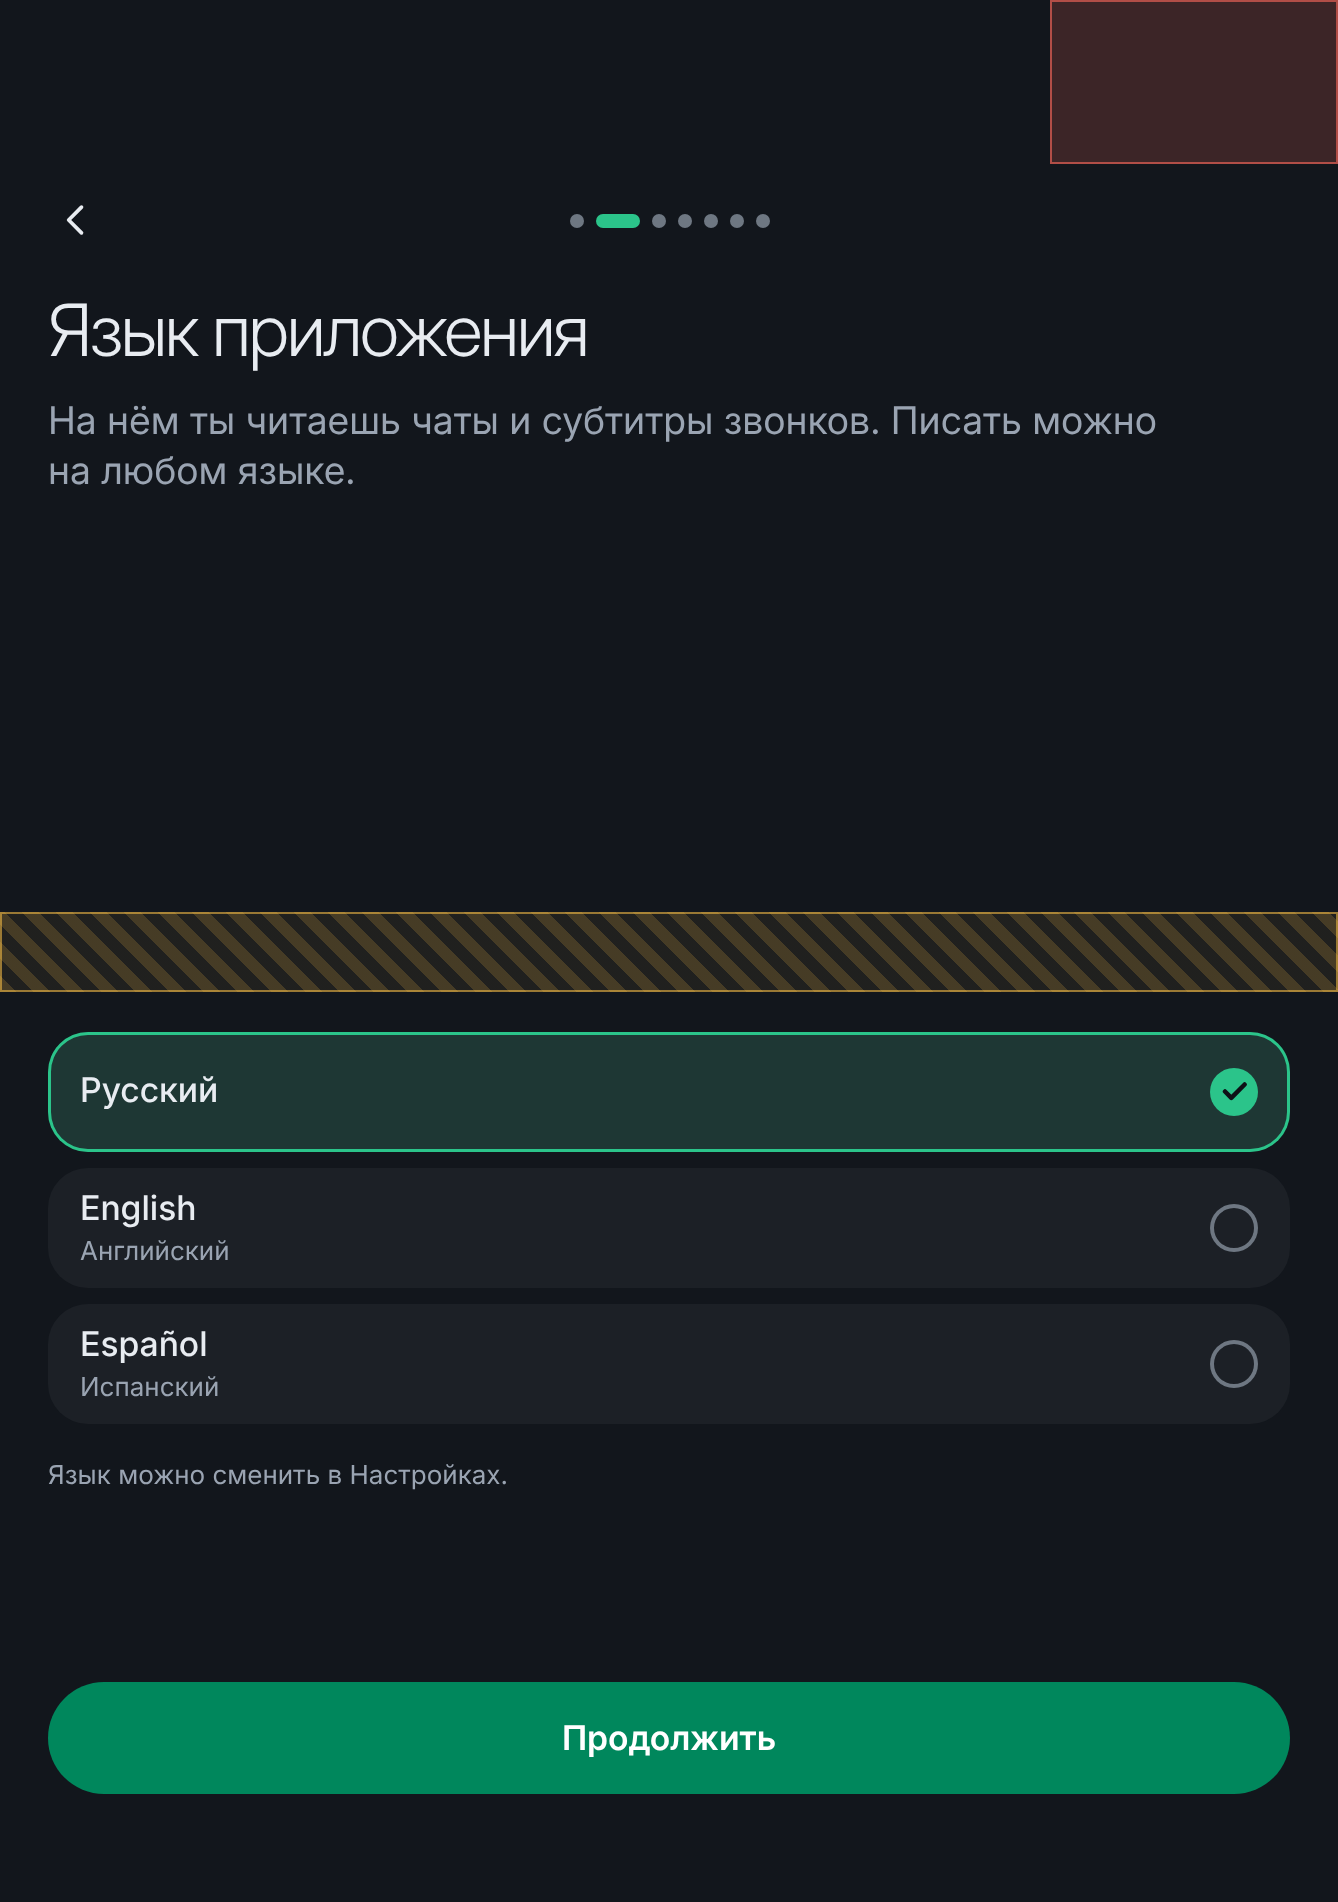 Язык приложения
На нём ты читаешь чаты и субтитры звонков. Писать можно
на любом языке.
Русский
English
Английский
Español
Испанский
Язык можно сменить в Настройках.
Продолжить